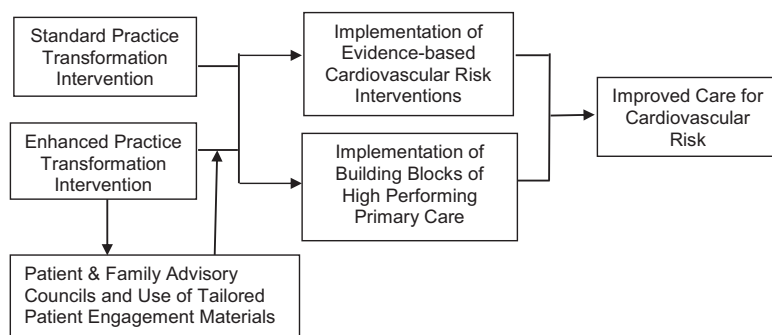 Standard Practice
Transformation
Intervention
Implementation of
Evidence-based
Cardiovascular Risk
Interventions
Improved Care for
Cardiovascular
Risk
Enhanced Practice
Transformation
Intervention
Implementation of
Building Blocks of
High Performing
Primary Care
Patient & Family Advisory
Councils and Use of Tailored
Patient Engagement Materials